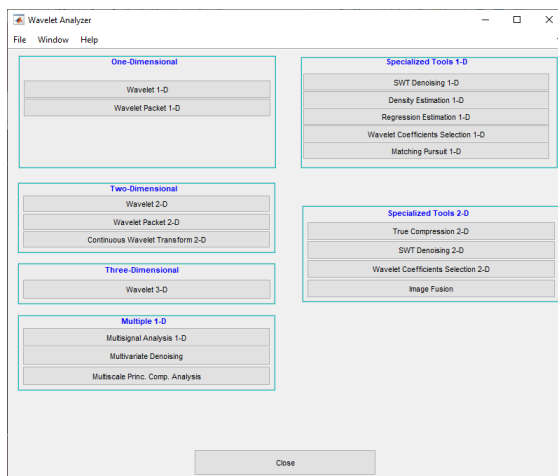 Wavelet Analyzer
File Window Help
One-Dimensional
Wavelet 1-D
Wavelet Packet 1-D
Two-Dimensional
Wavelet 2-D
Wavelet Packet 2-D
Continuous Wavelet Transform 2-D
Three-Dimensional
Wavelet 3-D
Multiple 1-D
Multisignal Analysis 1-D
Multivariate Denoising
Multiscale Princ. Comp. Analysis
Specialized Tools 1-D
SWT Denoising 1-D
Density Estimation 1-D
Regression Estimation 1-D
Wavelet Coefficients Selection 1-D
Matching Pursuit 1-D
Specialized Tools 2-D
True Compression 2-D
SWT Denoising 2-D
Wavelet Coefficients Selection 2-D
Image Fusion
Close